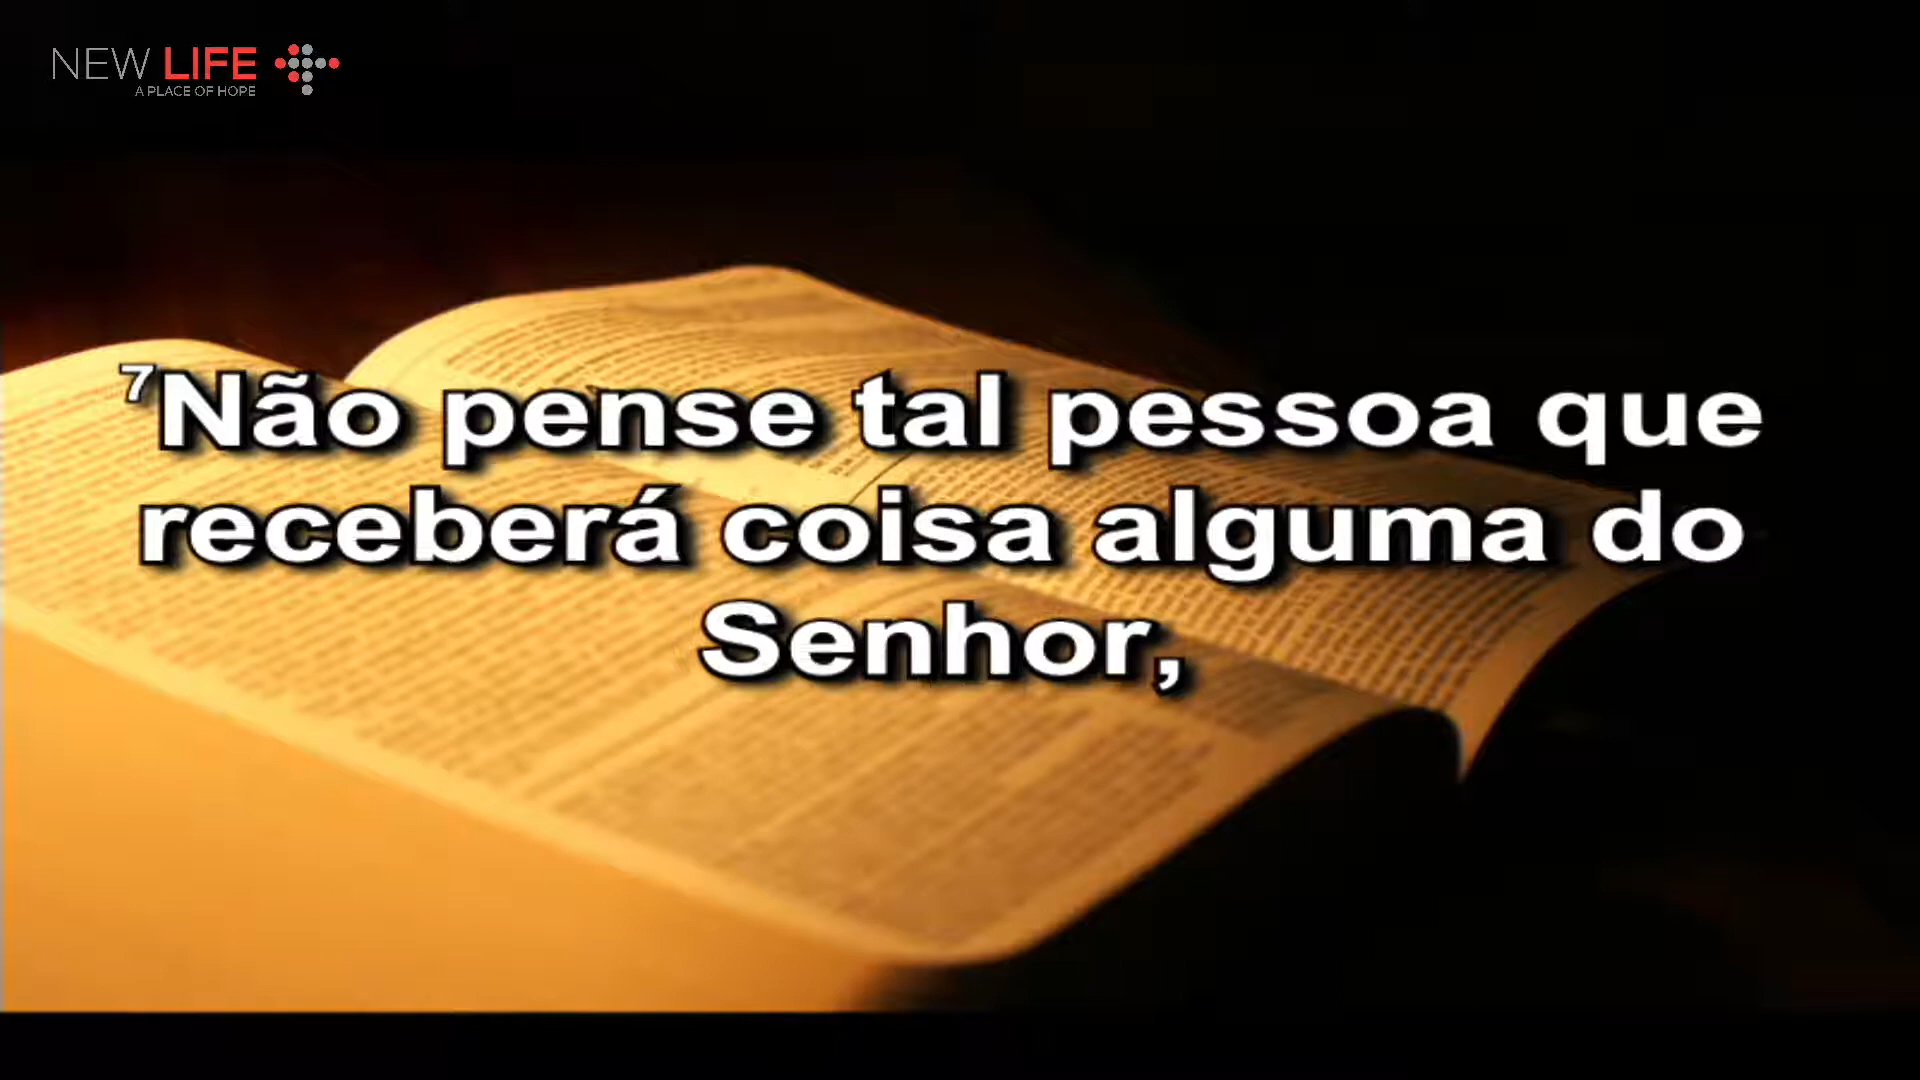 NEW LIFE
A PLACE OF HOPE
7Não pense tal pessoa que
receberá coisa alguma do
Senhor,